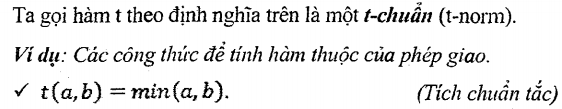 Ta gọi hàm t theo định nghĩa trên là một t-chuẩn (t-norm).
Ví dụ: Các công thức để tính hàm thuộc của phép giao.
✓ t(a,b) = min(a,b). (Tích chuẩn tắc)